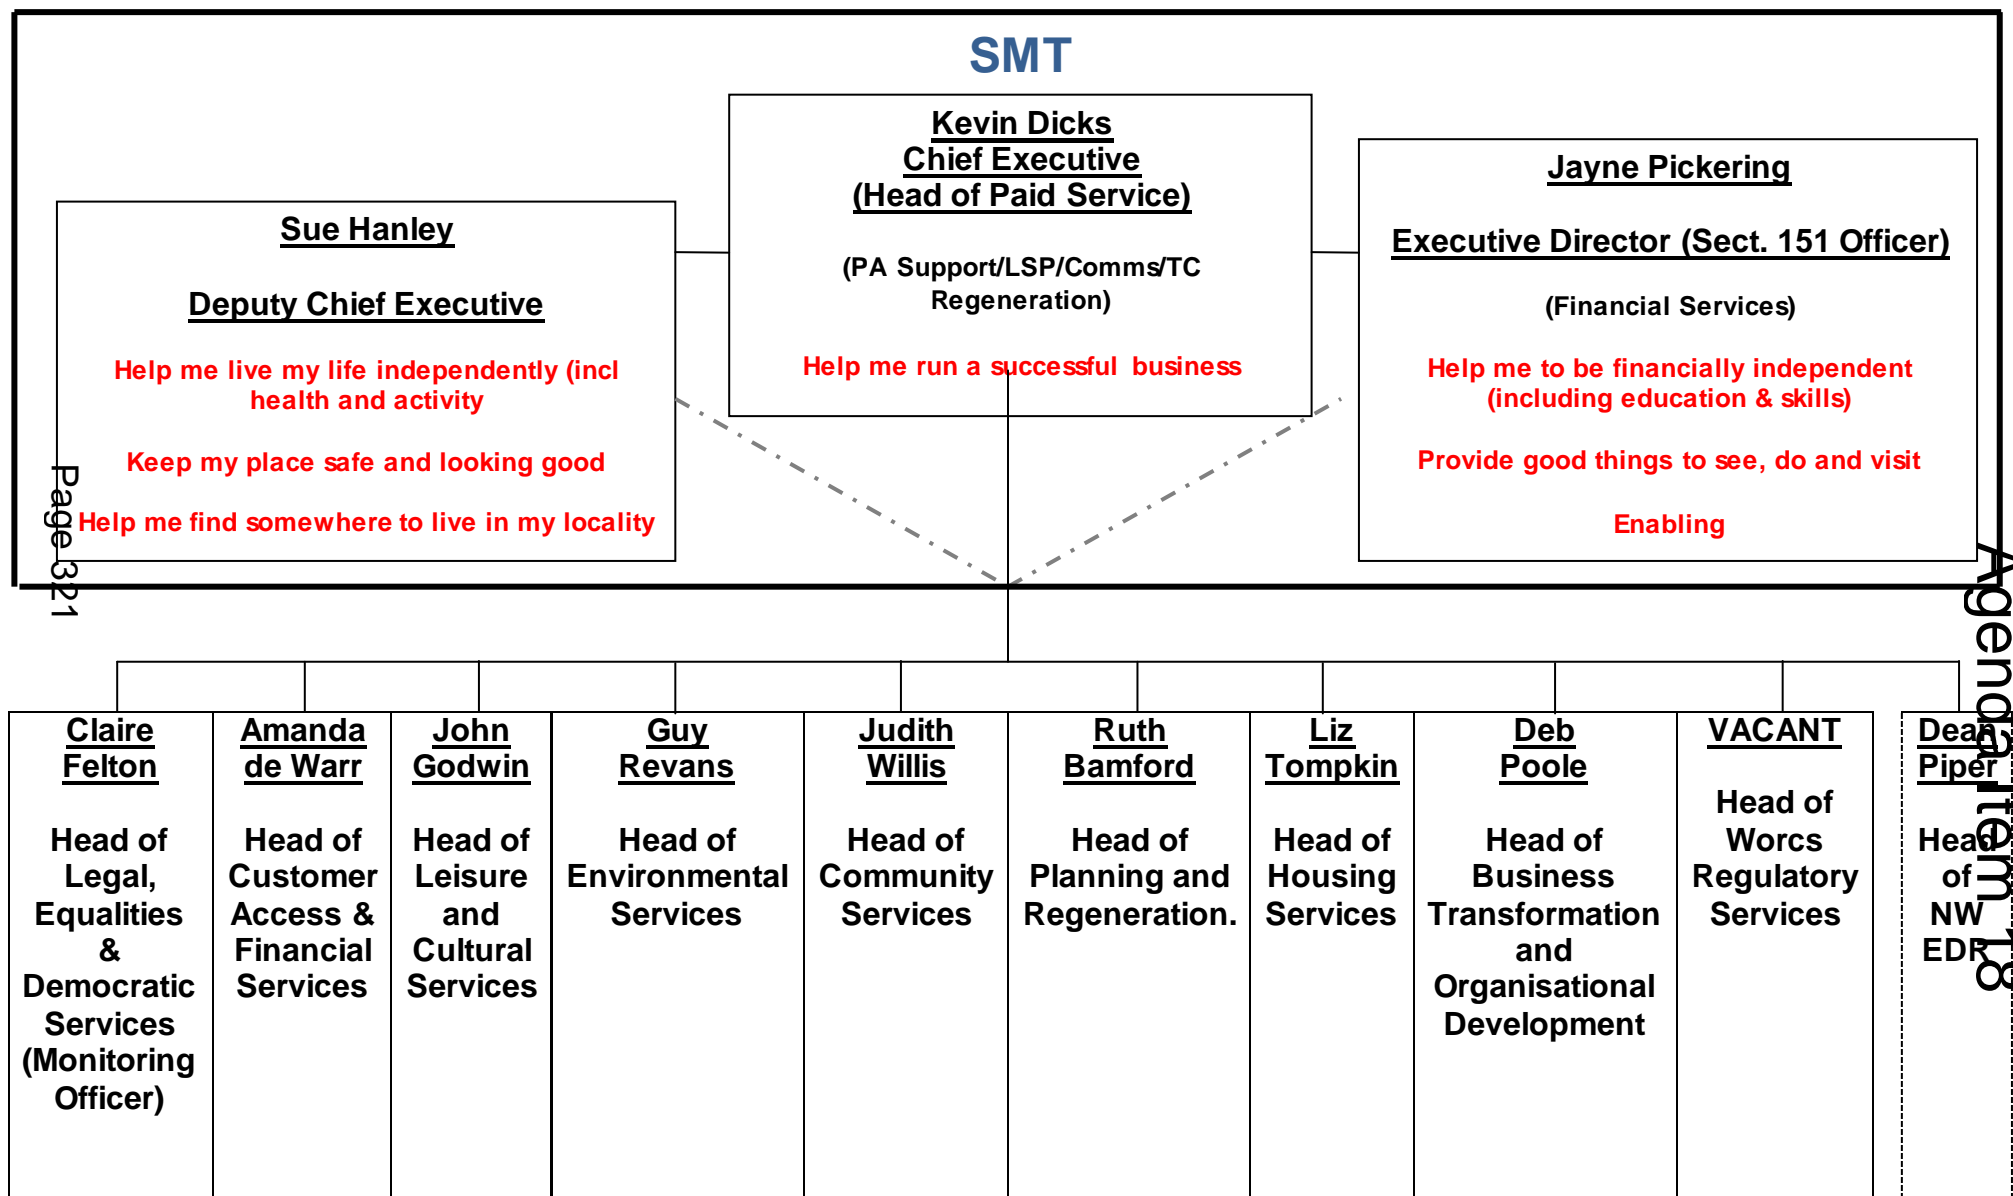 SMT
Kevin Dicks
Chief Executive
(Head of Paid Service)
(PA Support/LSP/Comms/TC
Regeneration)
Help me run a successful business
Sue Hanley
Deputy Chief Executive
Help me live my life independently (incl
health and activity
Keep my place safe and looking good
Help me find somewhere to live in my locality
Jayne Pickering
Executive Director (Sect. 151 Officer)
(Financial Services)
Help me to be financially independent
(including education & skills)
Provide good things to see, do and visit
Enabling
Page 321
Agenda Item 18
Claire
Felton
Head of
Legal,
Equalities
&
Democratic
Services
(Monitoring
Officer)
Amanda
de Warr
Head of
Customer
Access &
Financial
Services
John
Godwin
Head of
Leisure
and
Cultural
Services
Guy
Revans
Head of
Environmental
Services
Judith
Willis
Head of
Community
Services
Ruth
Bamford
Head of
Planning and
Regeneration.
Liz
Tompkin
Head of
Housing
Services
Deb
Poole
Head of
Business
Transformation
and
Organisational
Development
VACANT
Head of
Worcs
Regulatory
Services
Dean
Piper
Head
of
NW
EDR